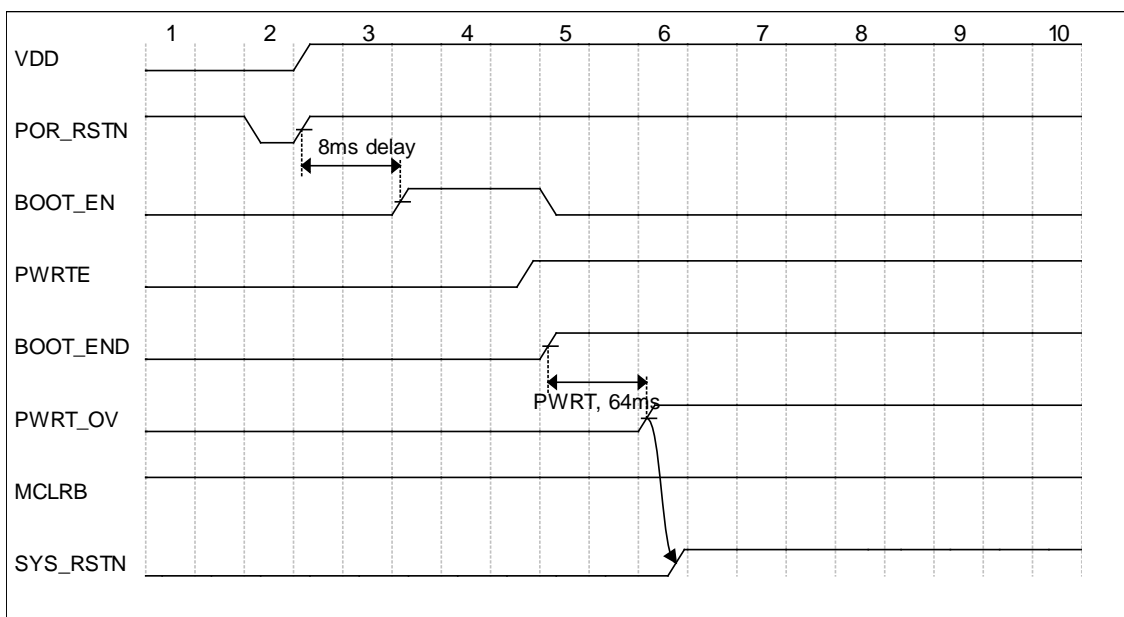 1 2 3 4 5 6 7 8 9 10
VDD
POR_RSTN
8ms delay
BOOT_EN
PWRTE
BOOT_END
PWRT, 64ms
PWRT_OV
MCLRB
SYS_RSTN